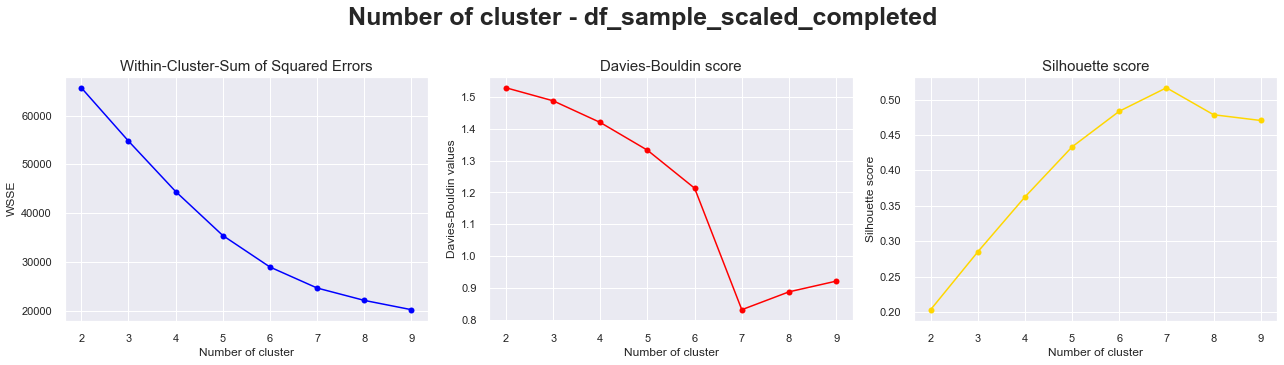 Number of cluster - df_sample_scaled_completed
Within-Cluster-Sum of Squared Errors
WSSE
60000
50000
40000
30000
20000
2 3 4 5 6 7 8 9
Number of cluster
Davies-Bouldin score
Davies-Bouldin values
1.5
1.4
1.3
1.2
1.1
1.0
0.9
0.8
2 3 4 5 6 7 8 9
Number of cluster
Silhouette score
Silhouette score
0.50
0.45
0.40
0.35
0.30
0.25
0.20
2 3 4 5 6 7 8 9
Number of cluster